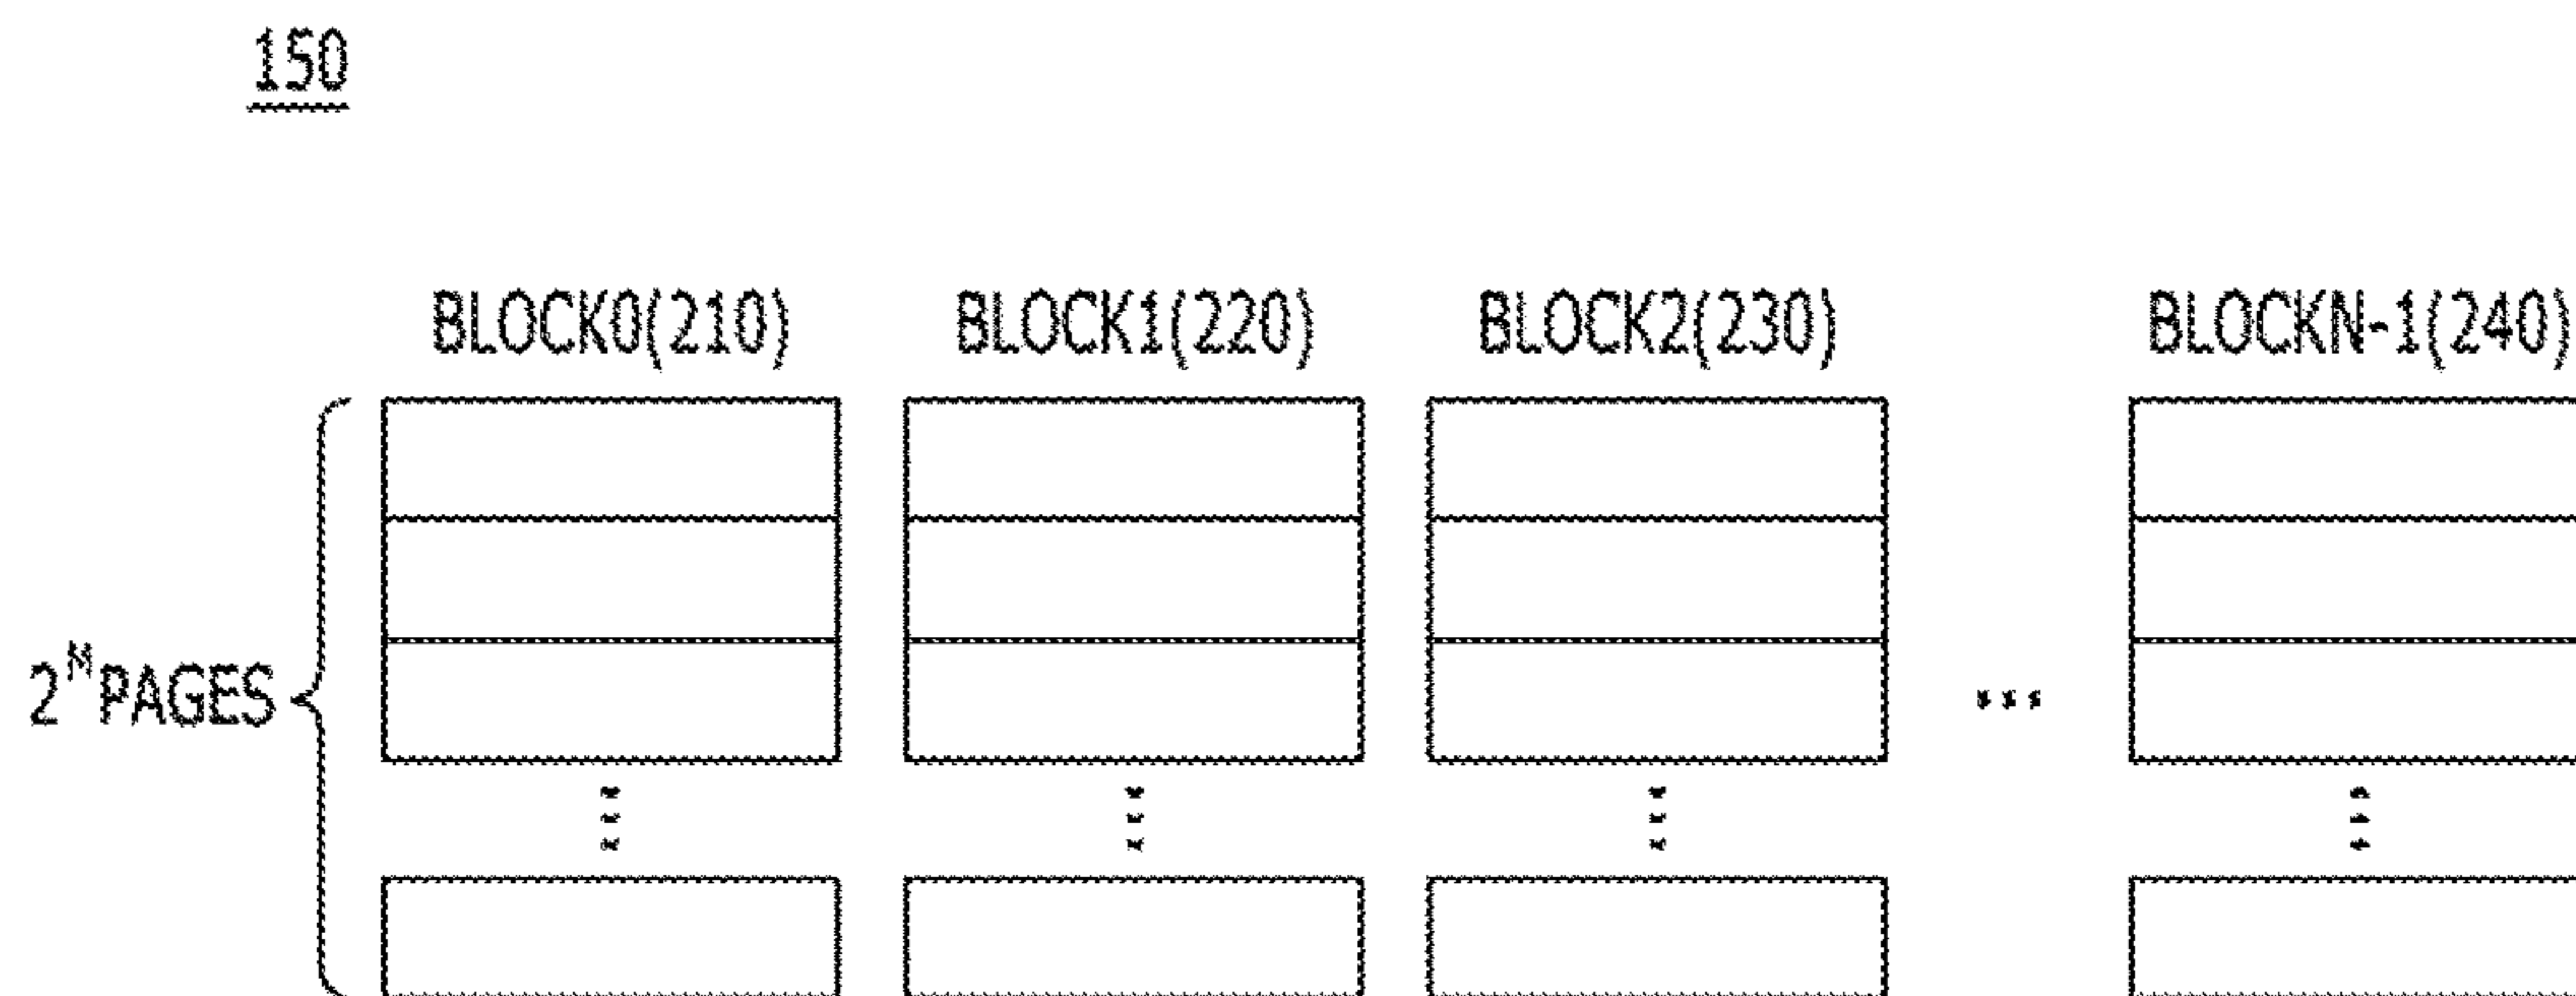 150
BLOCK0(210) BLOCK1(220) BLOCK2(230) BLOCKN-1(240)
2^M PAGES
...